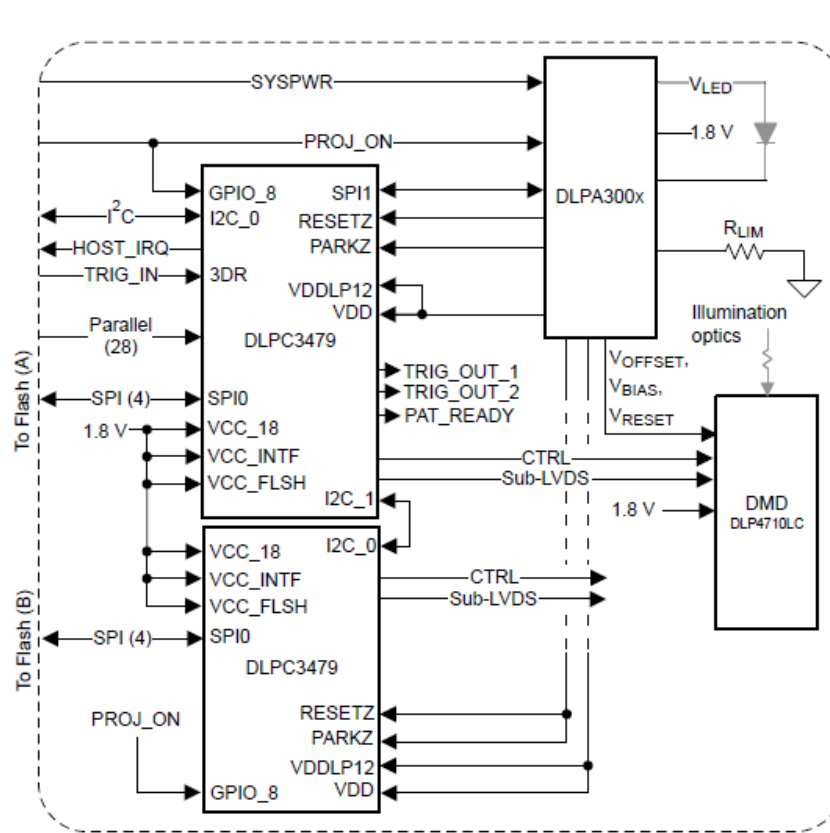 SYSPWR
VLED
PROJ_ON
1.8 V
GPIO_8
SPI1
DLPA300x
I2C
I2C_0
RESETZ
HOST_IRQ
PARKZ
RLIM
TRIG_IN
3DR
VDDLP12
VDD
Illumination
optics
Parallel
(28)
DLPC3479
VOFFSET,
VBIAS,
VRESET
To Flash (A)
TRIG_OUT_1
TRIG_OUT_2
PAT_READY
SPI (4)
SPI0
1.8 V
VCC_18
VCC_INTF
VCC_FLSH
CTRL
Sub-LVDS
I2C_1
DMD
DLP4710LC
1.8 V
I2C_0
VCC_18
VCC_INTF
VCC_FLSH
CTRL
Sub-LVDS
To Flash (B)
SPI (4)
SPI0
DLPC3479
PROJ_ON
RESETZ
PARKZ
VDDLP12
GPIO_8
VDD